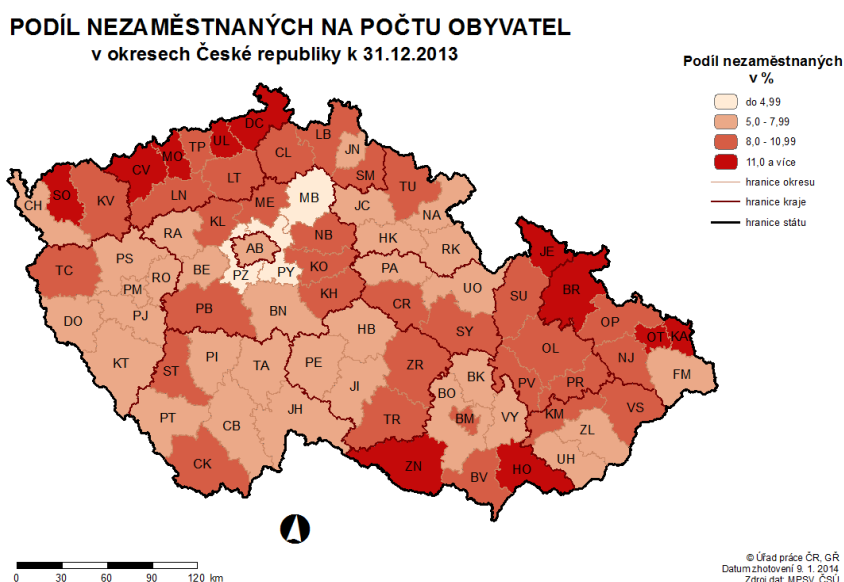 PODÍL NEZAMĚSTNANÝCH NA POČTU OBYVATEL
v okresech České republiky k 31.12.2013
Podíl nezaměstnaných
v %
do 4,99
5,0 - 7,99
8,0 - 10,99
11,0 a více
hranice okresu
hranice kraje
hranice státu
DC
LB
UL
TP
MO
CL
JN
CV
LT
SM
TU
SO
KV
LN
ME
MB
JC
NA
CH
RA
KL
NB
HK
RK
AB
PS
BE
PZ
PY
KO
PA
JE
TC
RO
PM
UO
BR
SU
KH
PB
BN
CR
DO
PJ
OP
HB
SY
OT
KA
OL
NJ
KT
ST
PI
TA
PE
ZR
FM
BK
PV
PR
JI
BO
VS
PT
CB
JH
TR
BM
VY
KM
ZL
CK
ZN
BV
HO
UH
0 30 60 90 120 km
© Úřad práce ČR, GŘ
Datum zhotovení 9. 1. 2014
Zdroj dat: MPSV, ČSÚ